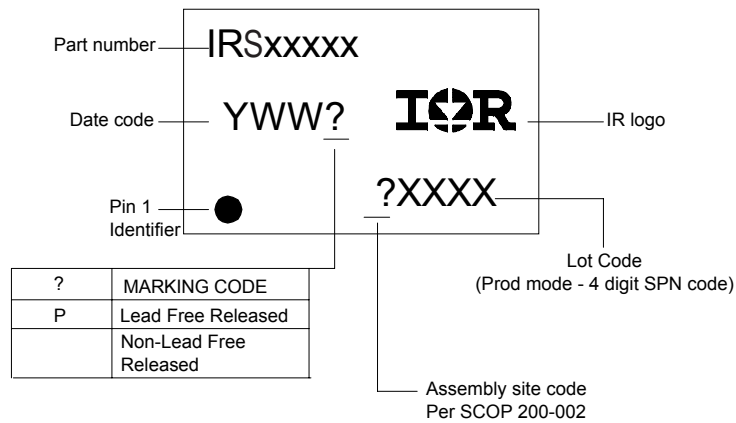 Part number
IRSxxxxx
Date code
YWW?
IOR
IR logo
Pin 1
Identifier
?XXXX
Lot Code
(Prod mode - 4 digit SPN code)
? MARKING CODE
P Lead Free Released
Non-Lead Free
Released
Assembly site code
Per SCOP 200-002